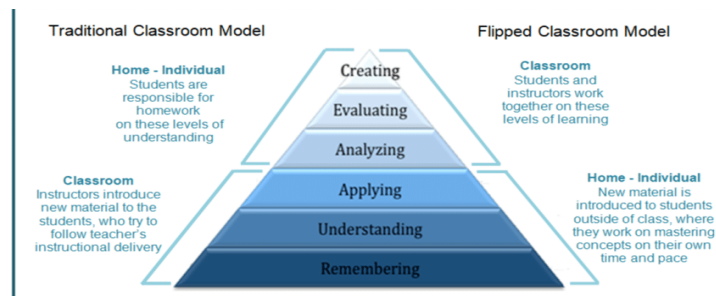 Traditional Classroom Model
Flipped Classroom Model
Home - Individual
Students are
responsible for
homework
on these levels of
understanding
Classroom
Instructors introduce
new material to the
students, who try to
follow teacher's
instructional delivery
Creating
Evaluating
Analyzing
Applying
Understanding
Remembering
Classroom
Students and
instructors work
together on these
levels of learning
Home - Individual
New material is
introduced to students
outside of class, where
they work on mastering
concepts on their own
time and pace